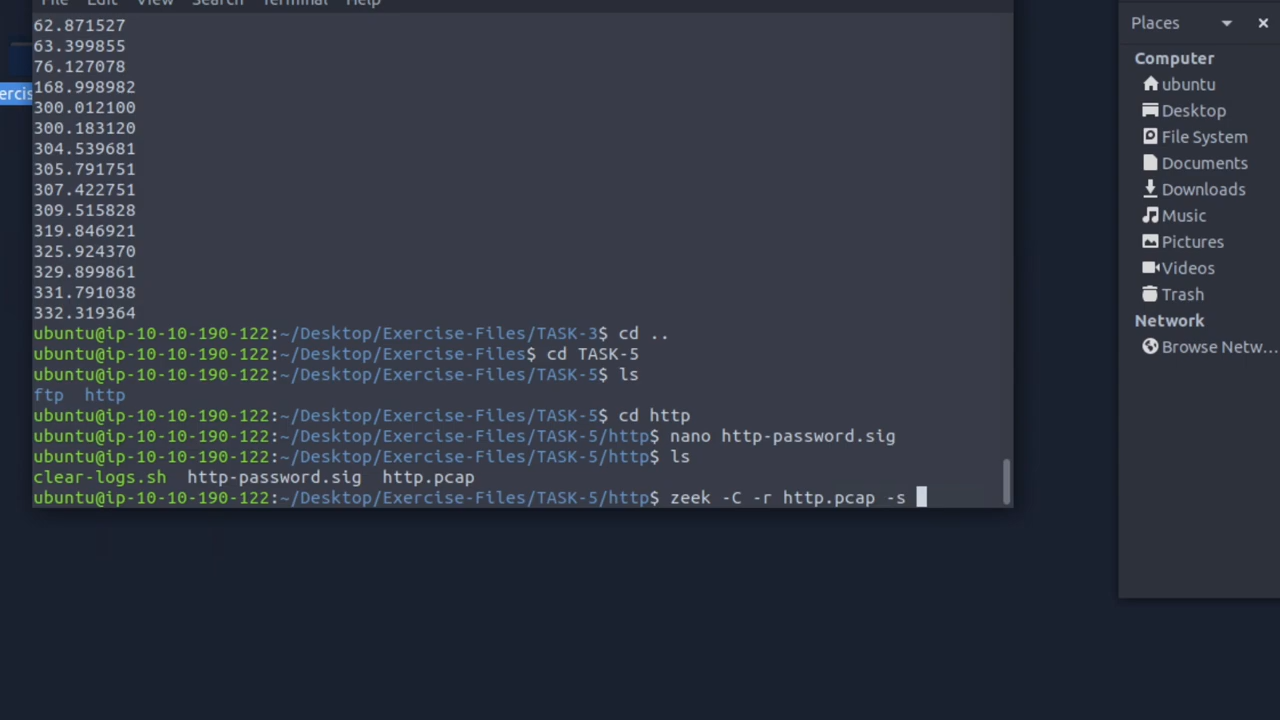 File Edit View Search Terminal Help
62.871527
63.399855
76.127078
168.998982
300.012100
300.183120
304.539681
305.791751
307.422751
309.515828
319.846921
325.924370
329.899861
331.791038
332.319364
ubuntu@ip-10-10-190-122:~/Desktop/Exercise-Files/TASK-3$ cd ..
ubuntu@ip-10-10-190-122:~/Desktop/Exercise-Files$ cd TASK-5
ubuntu@ip-10-10-190-122:~/Desktop/Exercise-Files/TASK-5$ ls
ftp http
ubuntu@ip-10-10-190-122:~/Desktop/Exercise-Files/TASK-5$ cd http
ubuntu@ip-10-10-190-122:~/Desktop/Exercise-Files/TASK-5/http$ nano http-password.sig
ubuntu@ip-10-10-190-122:~/Desktop/Exercise-Files/TASK-5/http$ ls
clear-logs.sh http-password.sig http.pcap
ubuntu@ip-10-10-190-122:~/Desktop/Exercise-Files/TASK-5/http$ zeek -C -r http.pcap -s
ercis
Places
Computer
ubuntu
Desktop
File System
Documents
Downloads
Music
Pictures
Videos
Trash
Network
Browse Netw...